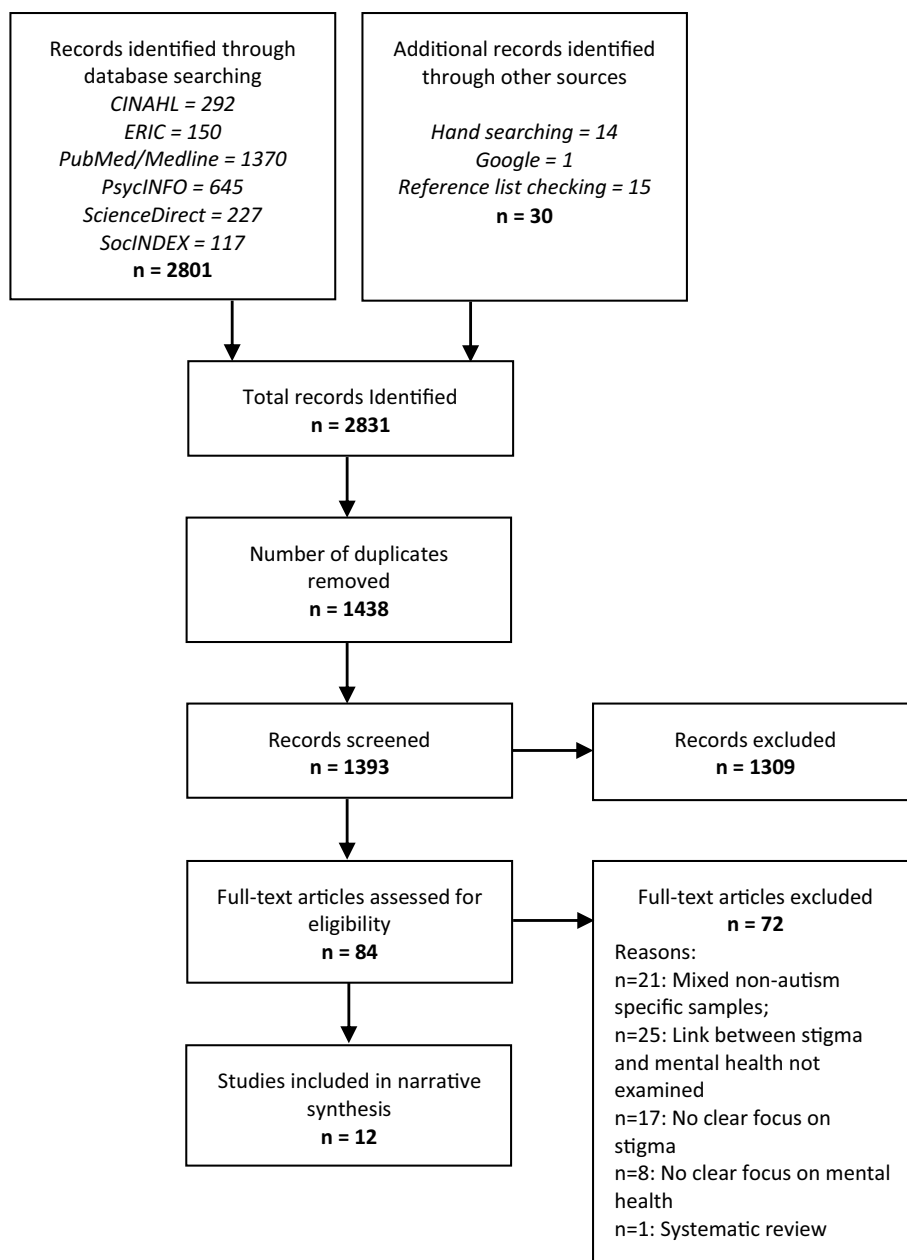 Records identified through
database searching
CINAHL = 292
ERIC = 150
PubMed/Medline = 1370
PsycINFO = 645
ScienceDirect = 227
SocINDEX = 117
n = 2801
Additional records identified
through other sources
Hand searching = 14
Google = 1
Reference list checking = 15
n = 30
Total records Identified
n = 2831
Number of duplicates
removed
n = 1438
Records screened
n = 1393
Records excluded
n = 1309
Full-text articles assessed for
eligibility
n = 84
Full-text articles excluded
n = 72
Reasons:
n=21: Mixed non-autism
specific samples;
n=25: Link between stigma
and mental health not
examined
n=17: No clear focus on
stigma
n=8: No clear focus on mental
health
n=1: Systematic review
Studies included in narrative
synthesis
n = 12